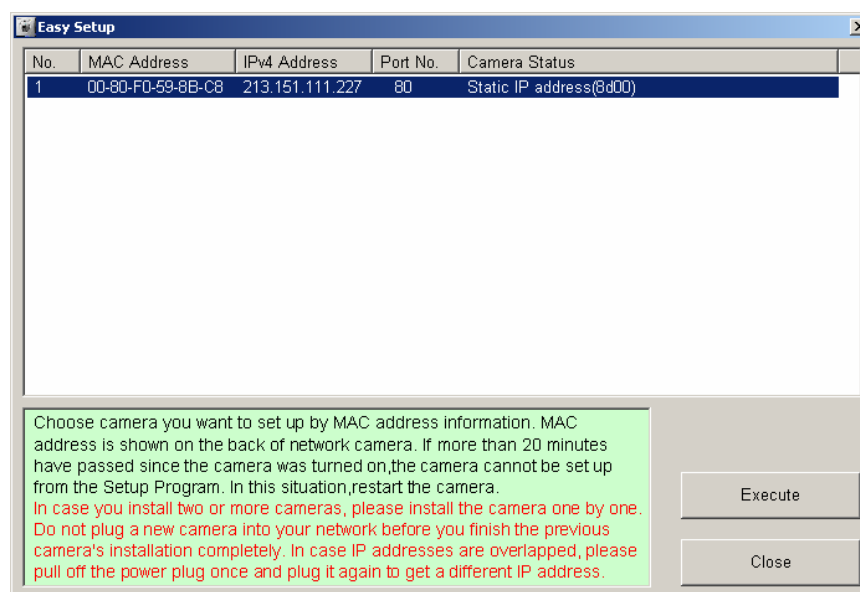 Easy Setup
No. MAC Address IPv4 Address Port No. Camera Status
1 00-80-F0-59-8B-C8 213.151.111.227 80 Static IP address(8d00)
Choose camera you want to set up by MAC address information. MAC
address is shown on the back of network camera. If more than 20 minutes
have passed since the camera was turned on,the camera cannot be set up
from the Setup Program. In this situation,restart the camera.
In case you install two or more cameras, please install the camera one by one.
Do not plug a new camera into your network before you finish the previous
camera's installation completely. In case IP addresses are overlapped, please
pull off the power plug once and plug it again to get a different IP address.
Execute
Close